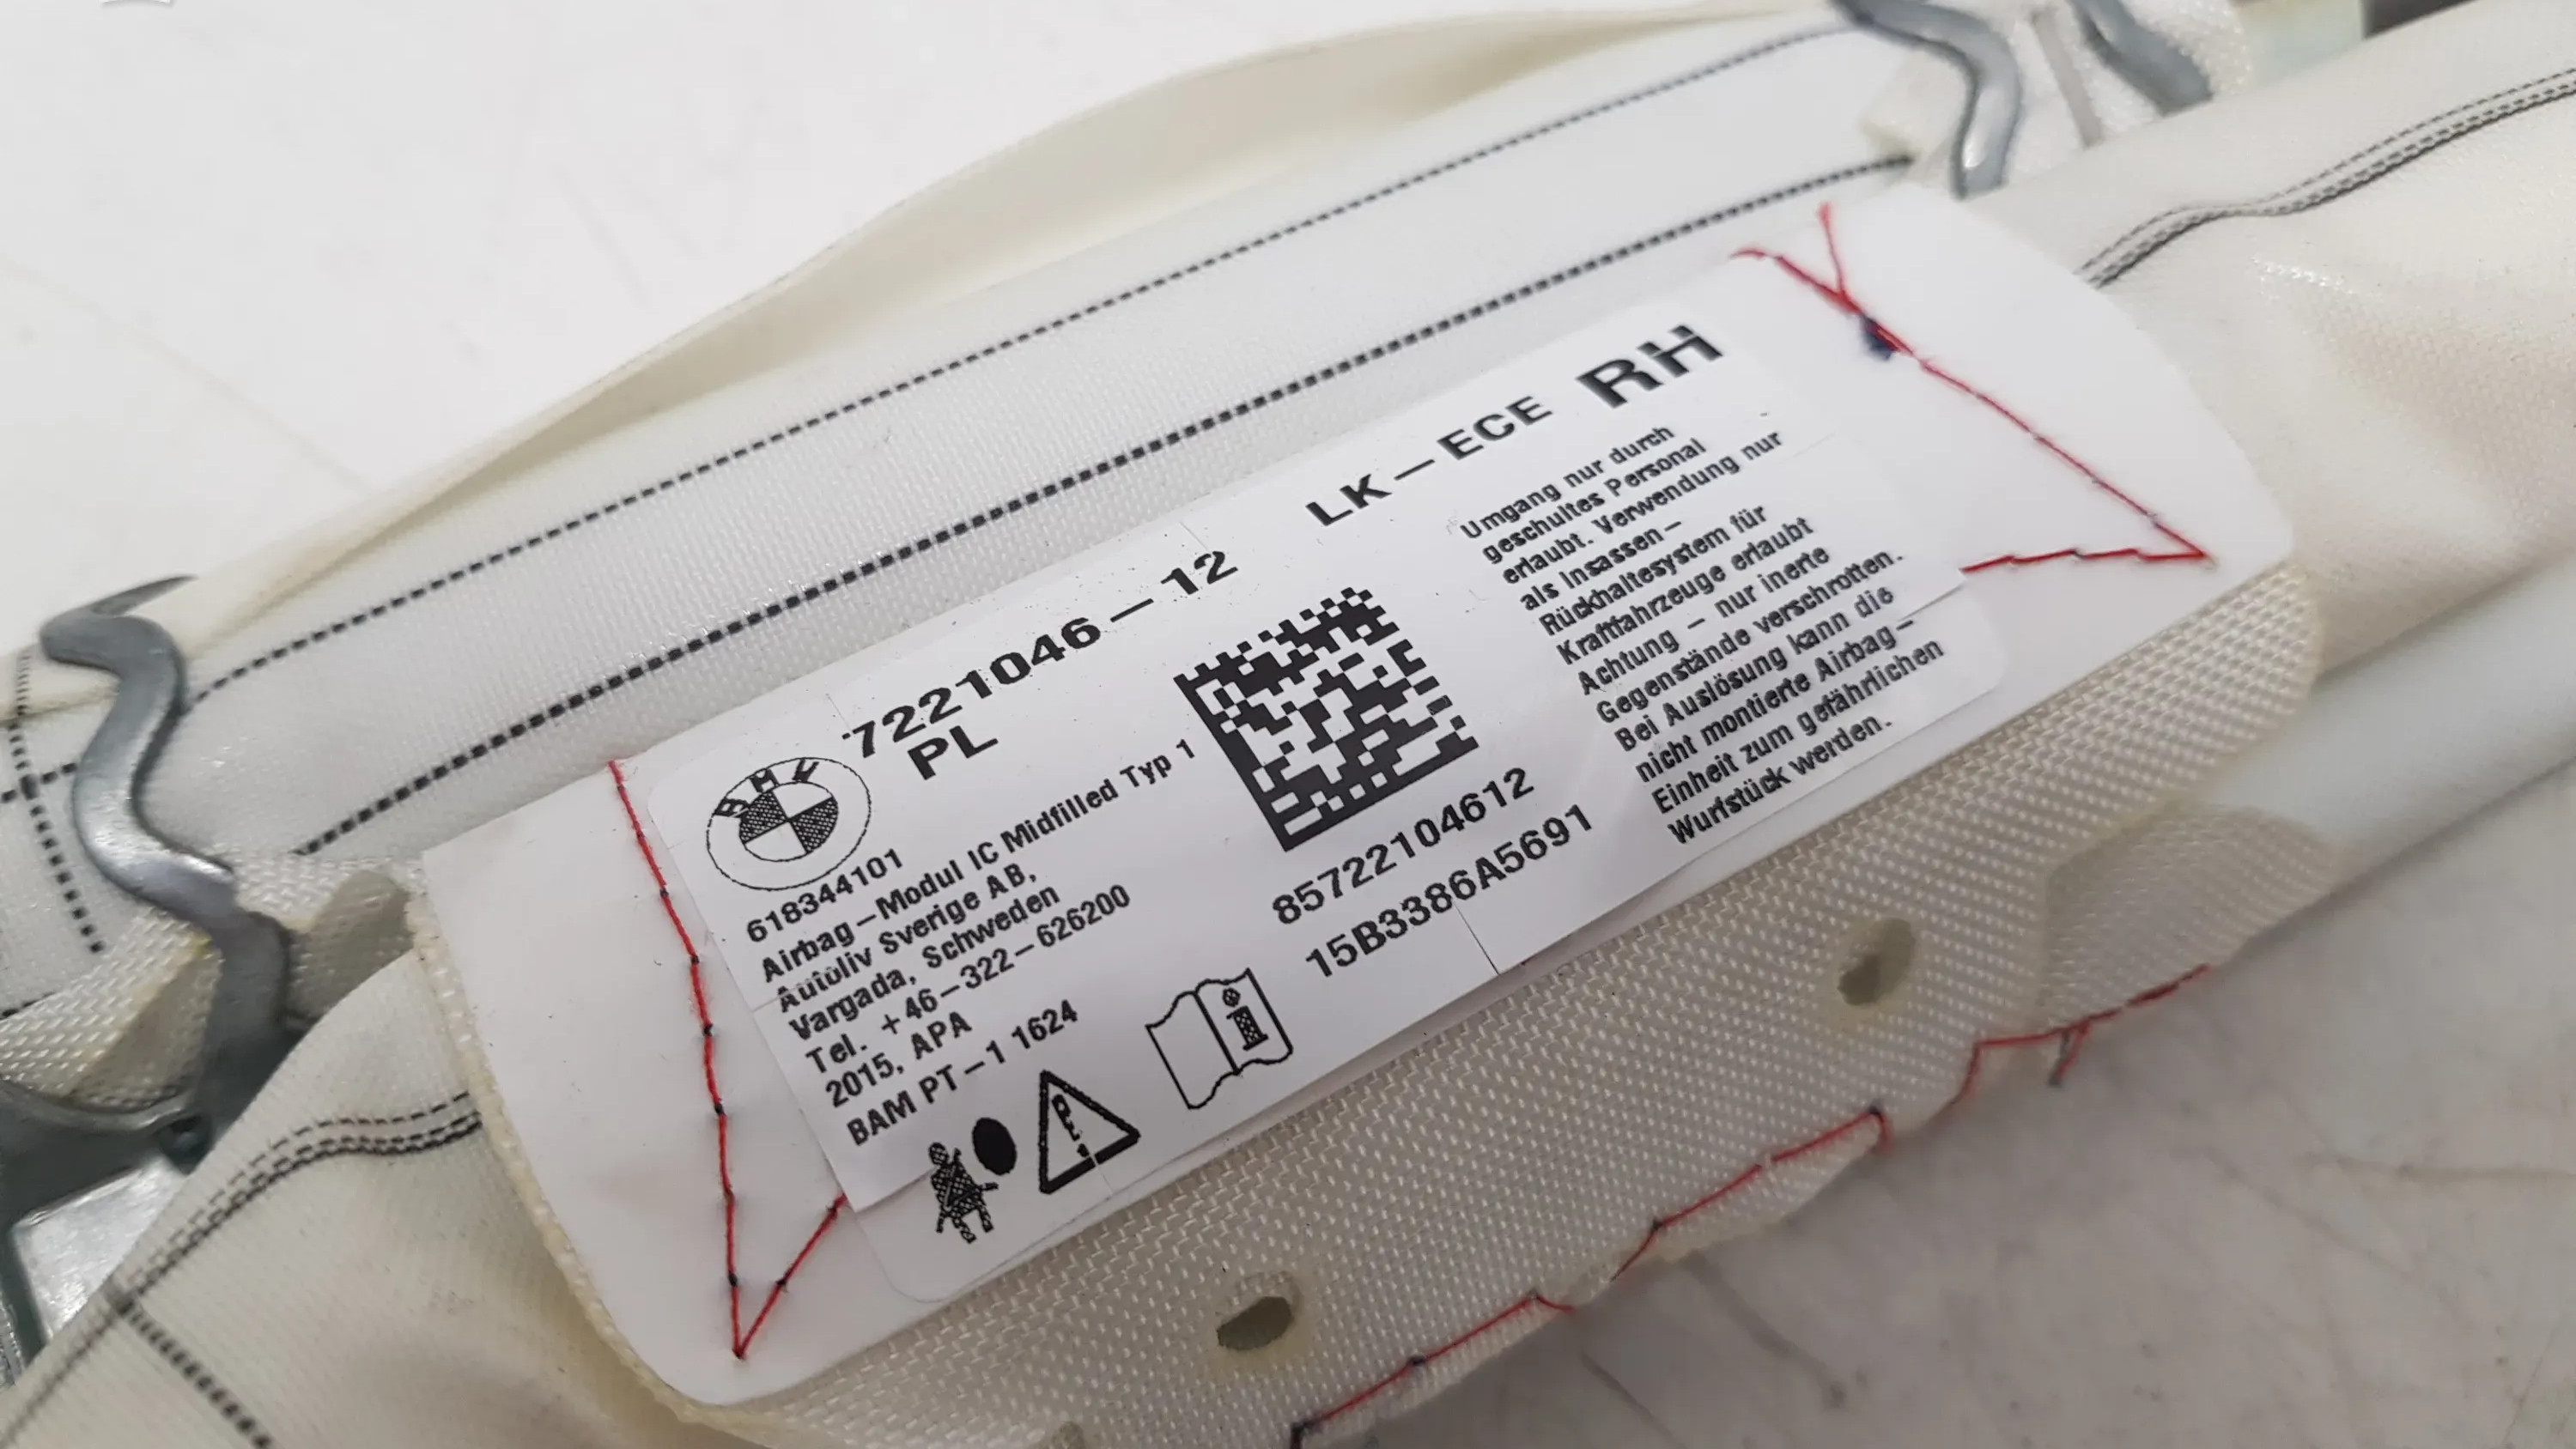 7221046-12 LK-ECE RH
PL
BMW
618344101
Airbag-Modul IC Midfilled Typ 1
Autoliv Sverige AB,
Vargada, Schweden
Tel. +46-322-626200
2015, APA
BAM PT-1 1624
85722104612
15B3386A5691
Umgang nur durch
geschultes Personal
erlaubt. Verwendung nur
als Insassen-
Rückhaltesystem für
Kraftfahrzeuge erlaubt
Achtung - nur inerte
Gegenstände verschrotten.
Bei Auslösung kann die
nicht montierte Airbag-
Einheit zum gefährlichen
Wurfstück werden.